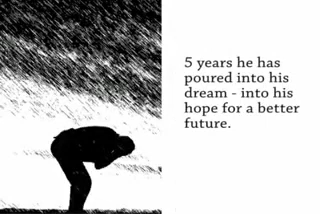 5 years he has
poured into his
dream - into his
hope for a better
future.